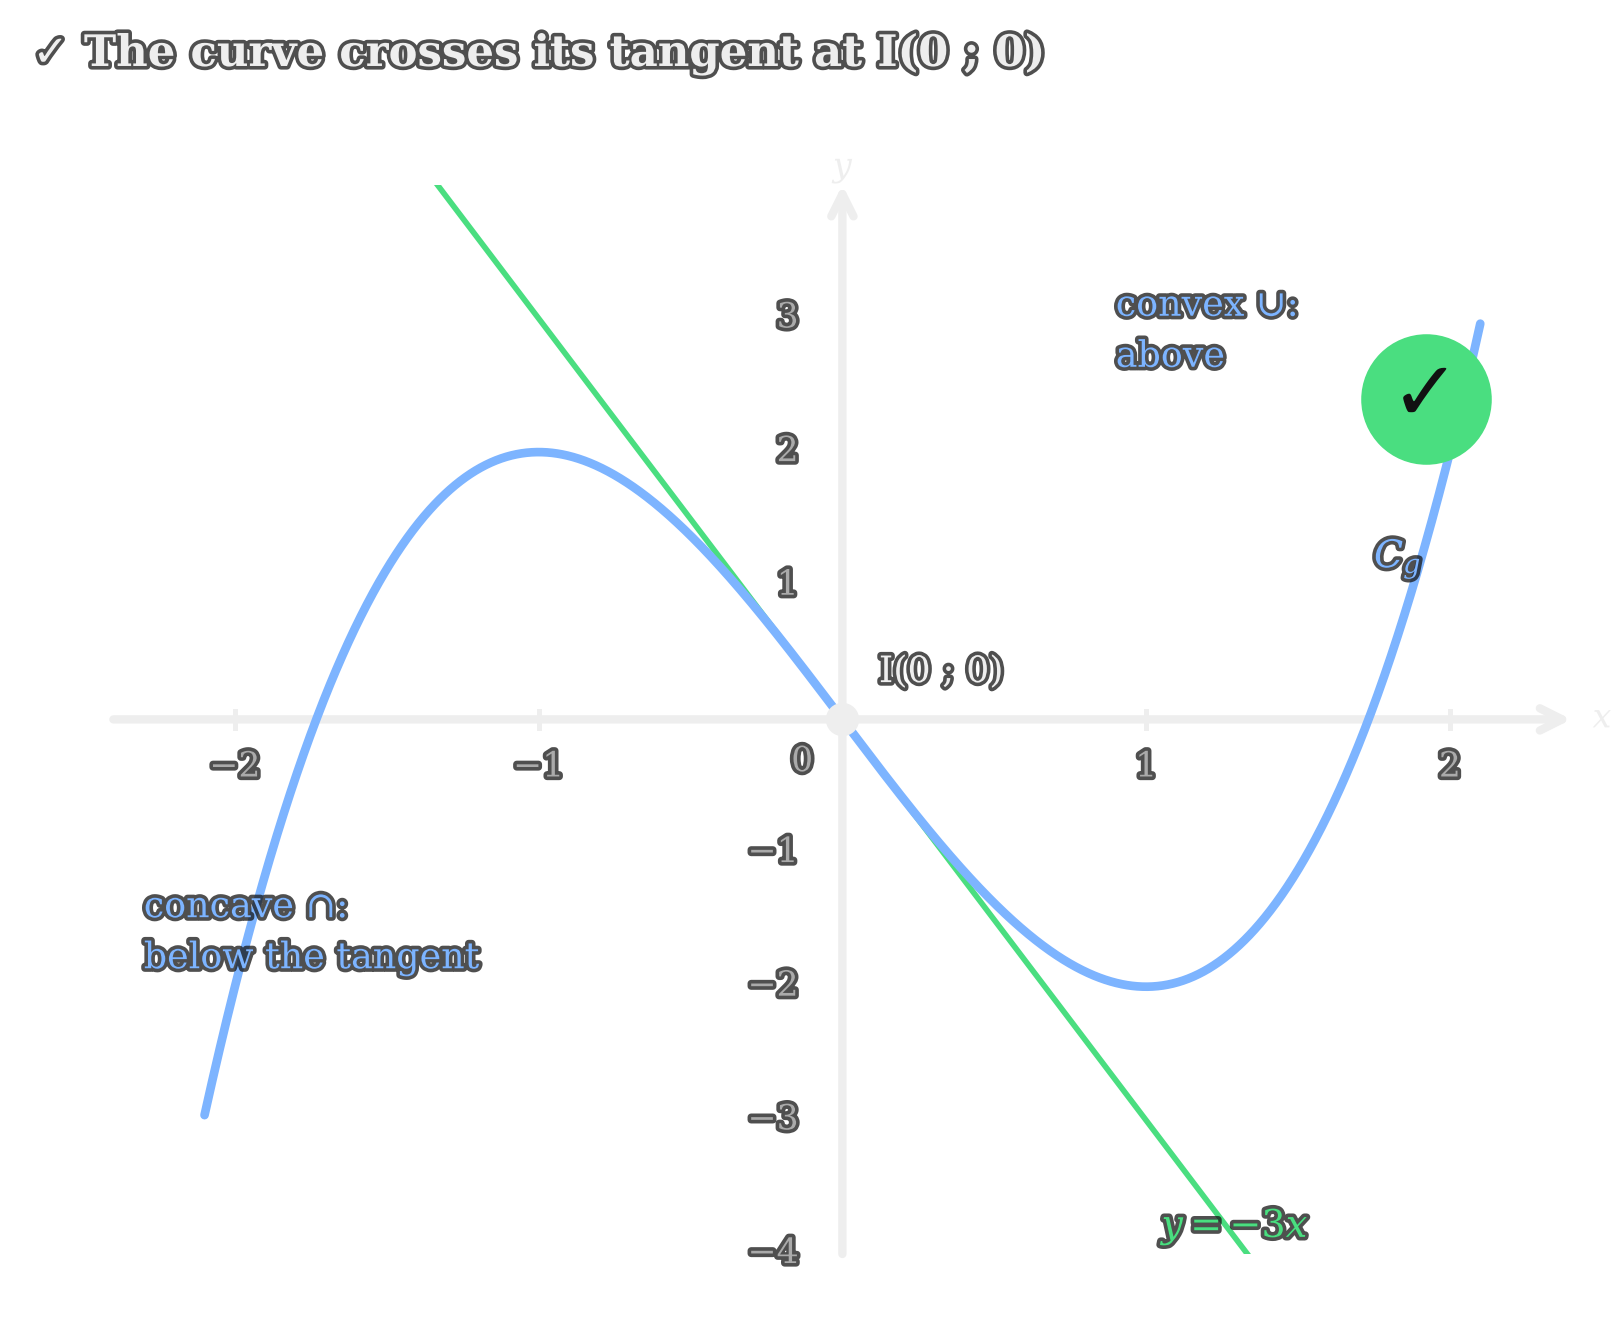 ✓ The curve crosses its tangent at I(0 ; 0)
y
convex ∪:
above
✓
3
2
1
C_g
I(0 ; 0)
x
−2
−1
0
1
2
−1
concave ∩:
below the tangent
−2
−3
y = −3x
−4